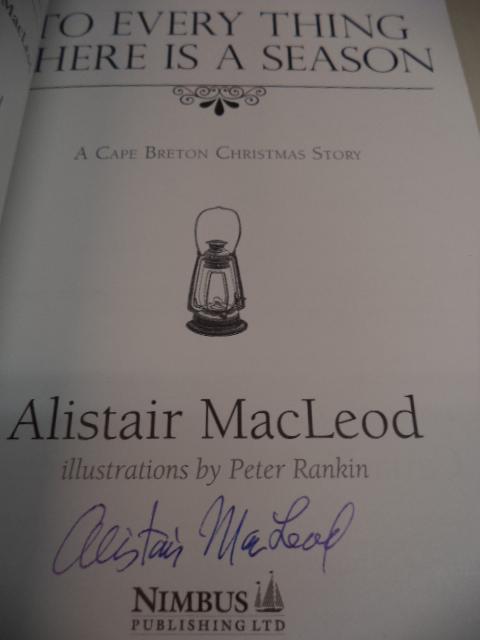 TO EVERY THING
HERE IS A SEASON
A CAPE BRETON CHRISTMAS STORY
Alistair MacLeod
illustrations by Peter Rankin
Alistair MacLeod
NIMBUS
PUBLISHING LTD